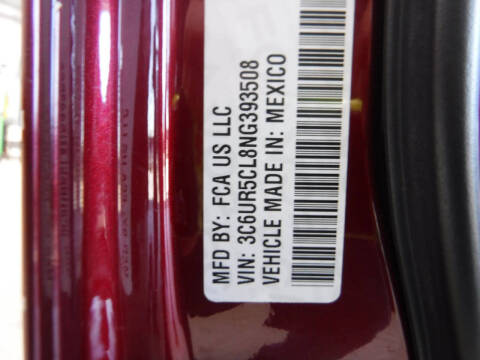 MFD BY: FCA US LLC
VIN: 3C6UR5CL8NG393508
VEHICLE MADE IN: MEXICO